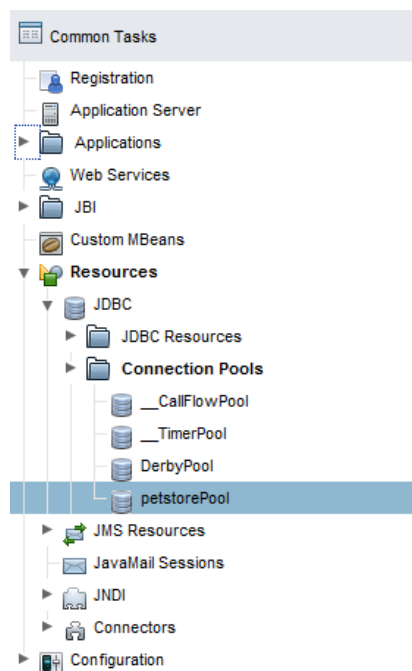 Common Tasks
Registration
Application Server
Applications
Web Services
JBI
Custom MBeans
Resources
JDBC
JDBC Resources
Connection Pools
__CallFlowPool
__TimerPool
DerbyPool
petstorePool
JMS Resources
JavaMail Sessions
JNDI
Connectors
Configuration